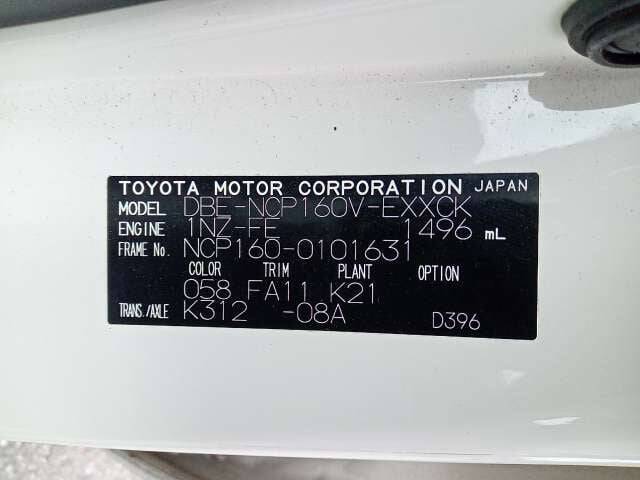 TOYOTA MOTOR CORPORATION JAPAN
MODEL DBE-NCP160V-EXXCK
ENGINE 1NZ-FE 1496 mL
FRAME No. NCP160-0101631
COLOR TRIM PLANT OPTION
058 FA11 K21
TRANS./AXLE K312 -08A
D396